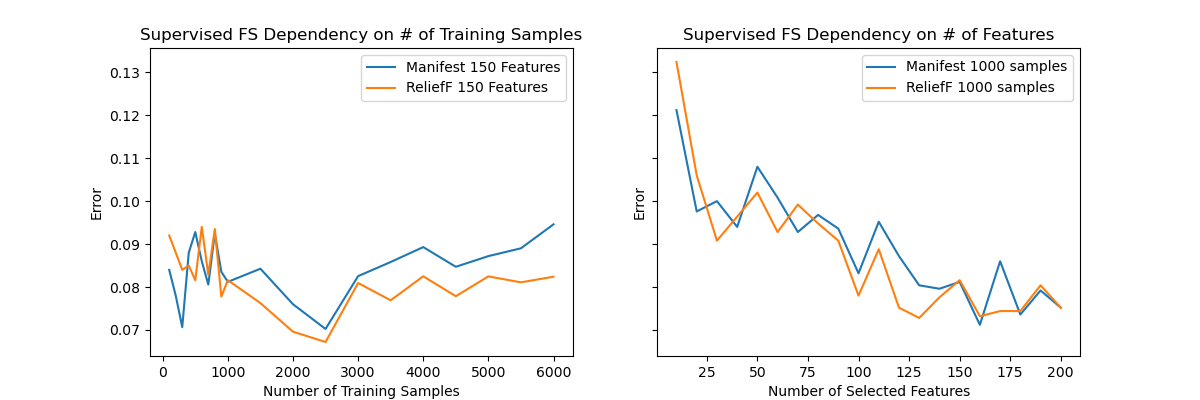 Supervised FS Dependency on # of Training Samples
Manifest 150 Features
ReliefF 150 Features
Error
0.13
0.12
0.11
0.10
0.09
0.08
0.07
0 1000 2000 3000 4000 5000 6000
Number of Training Samples
Supervised FS Dependency on # of Features
Manifest 1000 samples
ReliefF 1000 samples
Error
25 50 75 100 125 150 175 200
Number of Selected Features